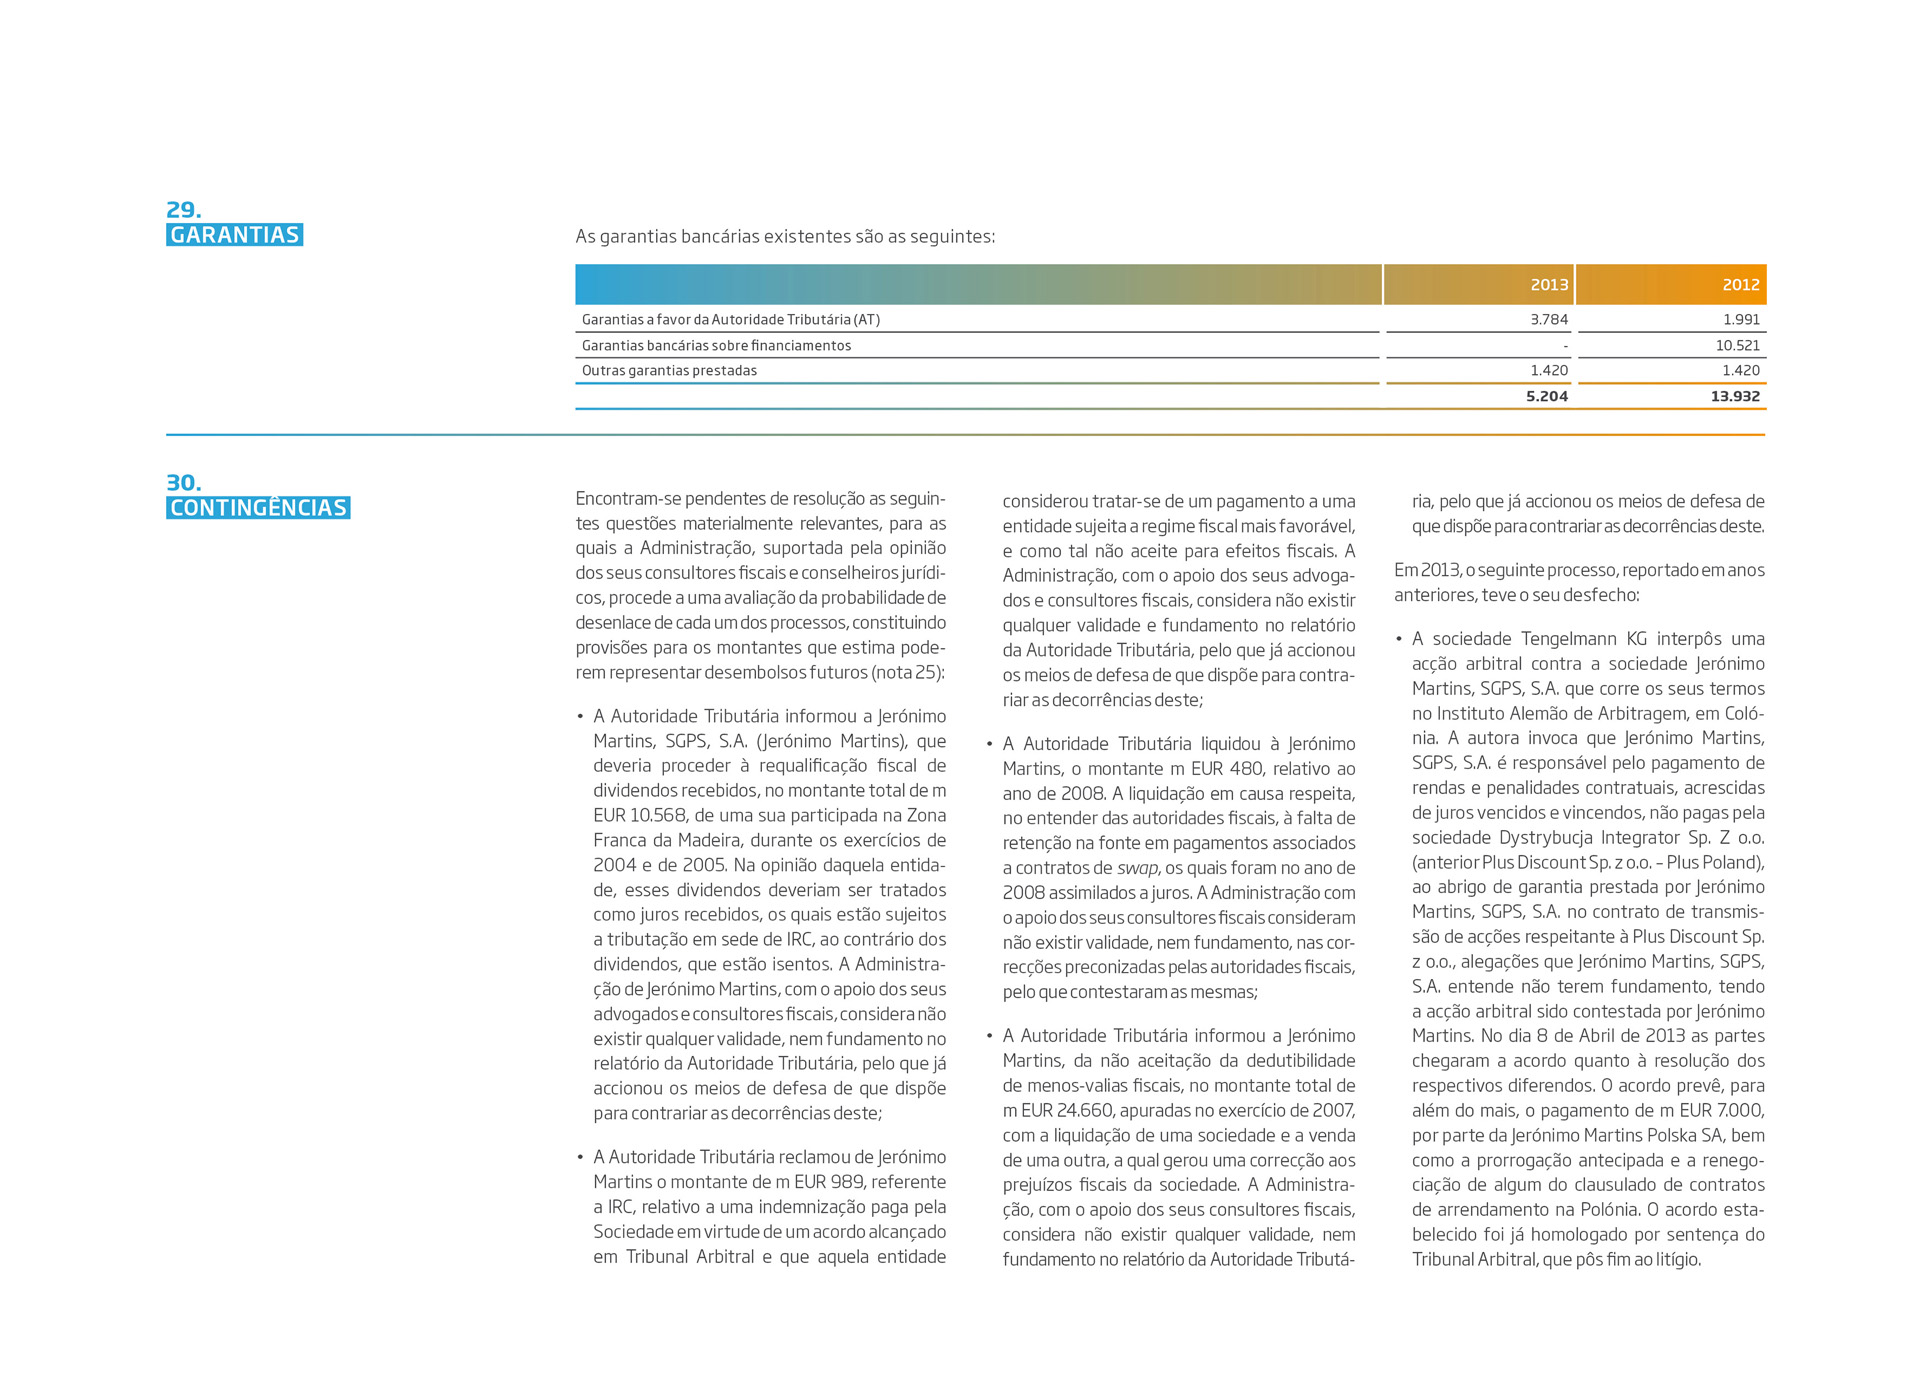 29.
GARANTIAS
As garantias bancárias existentes são as seguintes:
2013 2012
Garantias a favor da Autoridade Tributária (AT) 3.784 1.991
Garantias bancárias sobre financiamentos - 10.521
Outras garantias prestadas 1.420 1.420
5.204 13.932
30.
CONTINGÊNCIAS
Encontram-se pendentes de resolução as seguin-
tes questões materialmente relevantes, para as
quais a Administração, suportada pela opinião
dos seus consultores fiscais e conselheiros jurídi-
cos, procede a uma avaliação da probabilidade de
desenlace de cada um dos processos, constituindo
provisões para os montantes que estima pode-
rem representar desembolsos futuros (nota 25):
• A Autoridade Tributária informou a Jerónimo
Martins, SGPS, S.A. (Jerónimo Martins), que
deveria proceder à requalificação fiscal de
dividendos recebidos, no montante total de m
EUR 10.568, de uma sua participada na Zona
Franca da Madeira, durante os exercícios de
2004 e de 2005. Na opinião daquela entida-
de, esses dividendos deveriam ser tratados
como juros recebidos, os quais estão sujeitos
a tributação em sede de IRC, ao contrário dos
dividendos, que estão isentos. A Administra-
ção de Jerónimo Martins, com o apoio dos seus
advogados e consultores fiscais, considera não
existir qualquer validade, nem fundamento no
relatório da Autoridade Tributária, pelo que já
accionou os meios de defesa de que dispõe
para contrariar as decorrências deste;
• A Autoridade Tributária reclamou de Jerónimo
Martins o montante de m EUR 989, referente
a IRC, relativo a uma indemnização paga pela
Sociedade em virtude de um acordo alcançado
em Tribunal Arbitral e que aquela entidade
considerou tratar-se de um pagamento a uma
entidade sujeita a regime fiscal mais favorável,
e como tal não aceite para efeitos fiscais. A
Administração, com o apoio dos seus advoga-
dos e consultores fiscais, considera não existir
qualquer validade e fundamento no relatório
da Autoridade Tributária, pelo que já accionou
os meios de defesa de que dispõe para contra-
riar as decorrências deste;
• A Autoridade Tributária liquidou à Jerónimo
Martins, o montante m EUR 480, relativo ao
ano de 2008. A liquidação em causa respeita,
no entender das autoridades fiscais, à falta de
retenção na fonte em pagamentos associados
a contratos de swap, os quais foram no ano de
2008 assimilados a juros. A Administração com
o apoio dos seus consultores fiscais consideram
não existir validade, nem fundamento, nas cor-
recções preconizadas pelas autoridades fiscais,
pelo que contestaram as mesmas;
• A Autoridade Tributária informou a Jerónimo
Martins, da não aceitação da dedutibilidade
de menos-valias fiscais, no montante total de
m EUR 24.660, apuradas no exercício de 2007,
com a liquidação de uma sociedade e a venda
de uma outra, a qual gerou uma correcção aos
prejuízos fiscais da sociedade. A Administra-
ção, com o apoio dos seus consultores fiscais,
considera não existir qualquer validade, nem
fundamento no relatório da Autoridade Tributá-
ria, pelo que já accionou os meios de defesa de
que dispõe para contrariar as decorrências deste.
Em 2013, o seguinte processo, reportado em anos
anteriores, teve o seu desfecho:
• A sociedade Tengelmann KG interpôs uma
acção arbitral contra a sociedade Jerónimo
Martins, SGPS, S.A. que corre os seus termos
no Instituto Alemão de Arbitragem, em Coló-
nia. A autora invoca que Jerónimo Martins,
SGPS, S.A. é responsável pelo pagamento de
rendas e penalidades contratuais, acrescidas
de juros vencidos e vincendos, não pagas pela
sociedade Dystrybucja Integrator Sp. Z o.o.
(anterior Plus Discount Sp. z o.o. – Plus Poland),
ao abrigo de garantia prestada por Jerónimo
Martins, SGPS, S.A. no contrato de transmis-
são de acções respeitante à Plus Discount Sp.
z o.o., alegações que Jerónimo Martins, SGPS,
S.A. entende não terem fundamento, tendo
a acção arbitral sido contestada por Jerónimo
Martins. No dia 8 de Abril de 2013 as partes
chegaram a acordo quanto à resolução dos
respectivos diferendos. O acordo prevê, para
além do mais, o pagamento de m EUR 7.000,
por parte da Jerónimo Martins Polska SA, bem
como a prorrogação antecipada e a renego-
ciação de algum do clausulado de contratos
de arrendamento na Polónia. O acordo esta-
belecido foi já homologado por sentença do
Tribunal Arbitral, que pôs fim ao litígio.